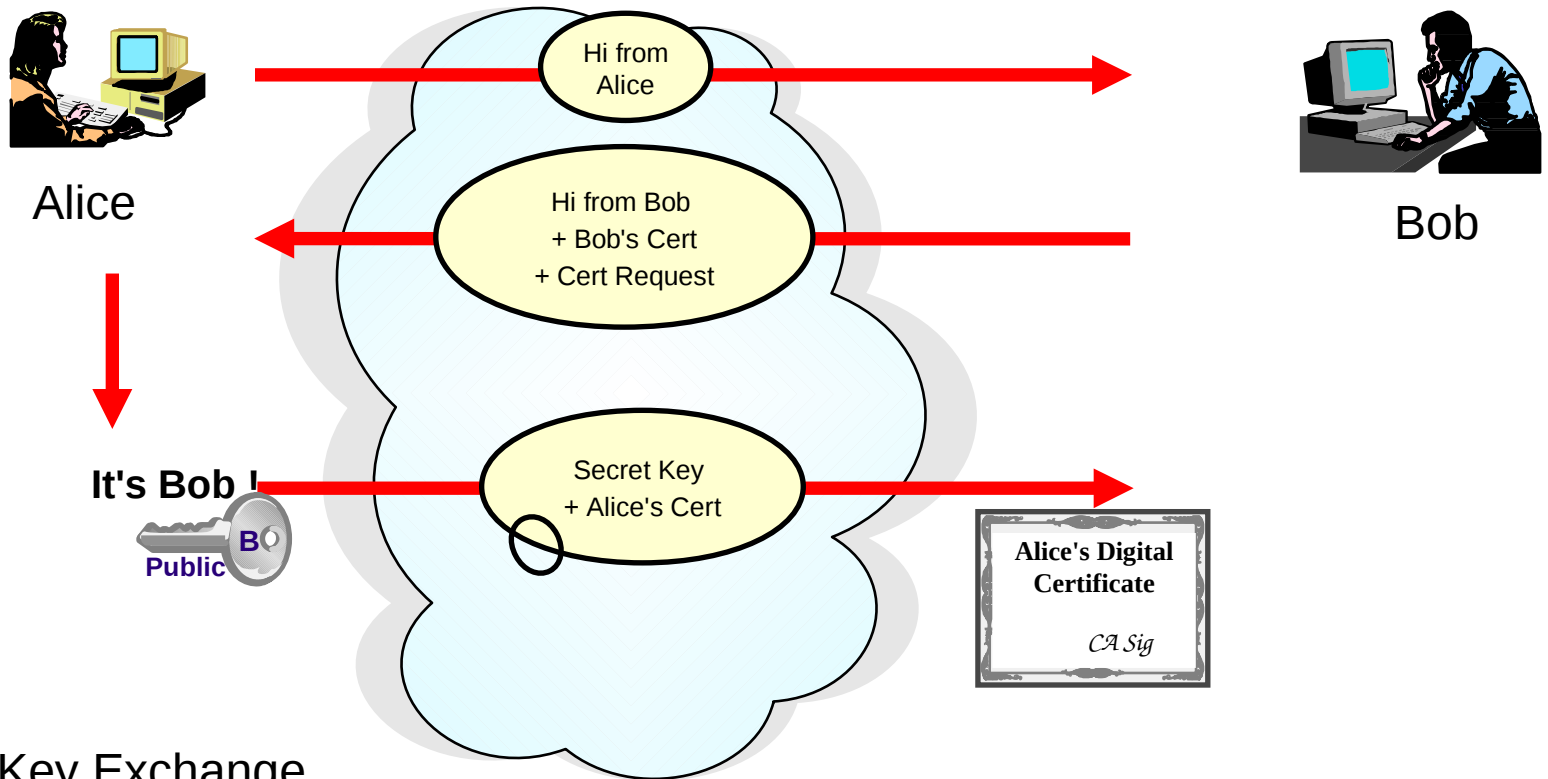 Hi from
Alice
Alice
Bob
Hi from Bob
+ Bob's Cert
+ Cert Request
It's Bob !
B
Public
Secret Key
+ Alice's Cert
Alice's Digital
Certificate
CA Sig
Key Exchange